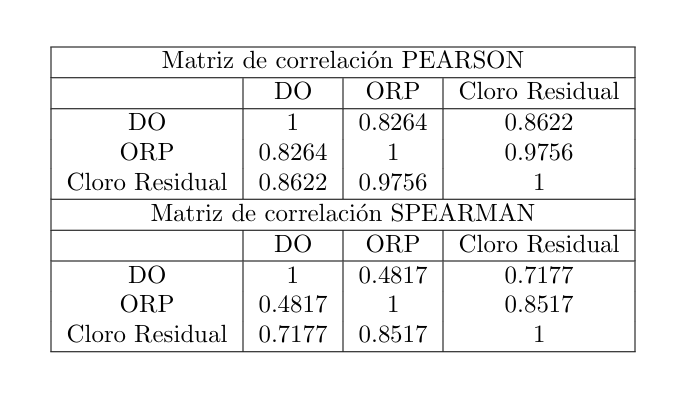 Matriz de correlación PEARSON
DO ORP Cloro Residual
DO 1 0.8264 0.8622
ORP 0.8264 1 0.9756
Cloro Residual 0.8622 0.9756 1
Matriz de correlación SPEARMAN
DO ORP Cloro Residual
DO 1 0.4817 0.7177
ORP 0.4817 1 0.8517
Cloro Residual 0.7177 0.8517 1